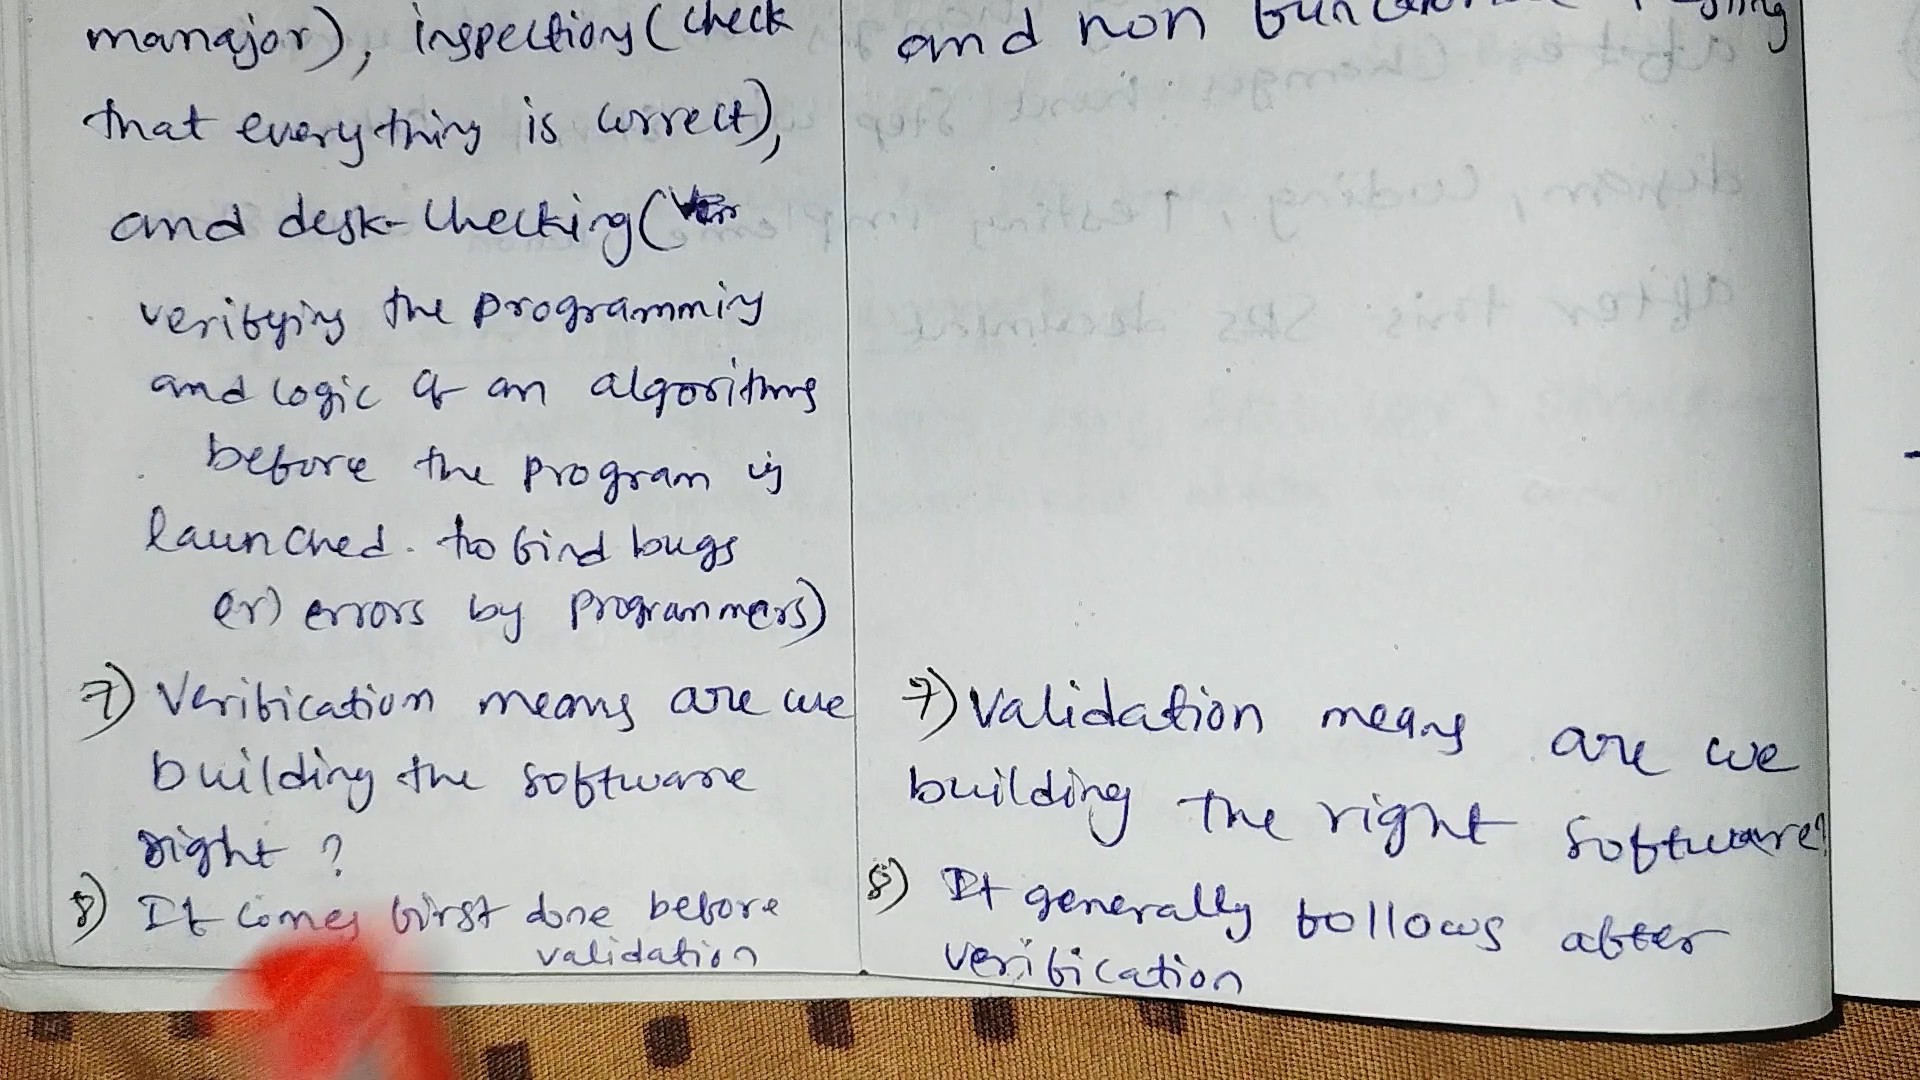 manajor), inspections (check
that everything is correct),
and desk-checking (
verifying the programming
and logic of an algorithms
before the program is
launched. to find bugs
or) errors by programmers)
7) Verification means are we
building the software
right ?
8) It comes first done before
validation
and non functional Testing
7) Validation means are we
building the right software?
8) It generally follows after
verification